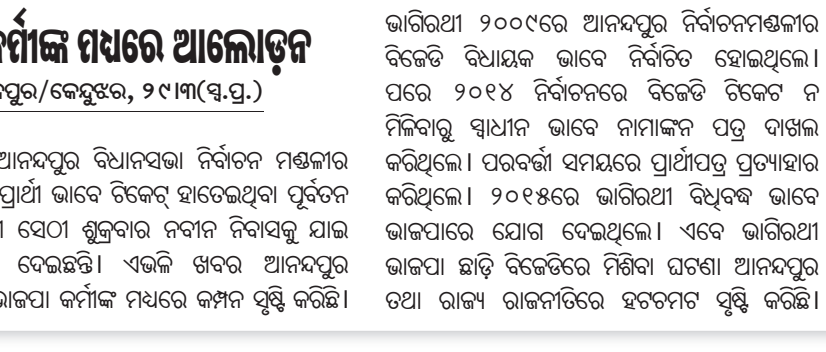 କର୍ମୀଙ୍କ ମଧ୍ୟରେ ଆଲୋଡ଼ନ
ପୁର/କେନ୍ଦୁଝର, ୨୯।୩(ସ୍ୱ.ପ୍ର.)
ଆନନ୍ଦପୁର ବିଧାନସଭା ନିର୍ବାଚନ ମଣ୍ଡଳୀର
ପ୍ରାର୍ଥୀ ଭାବେ ଟିକେଟ୍ ହାତେଇଥିବା ପୂର୍ବତନ
ସେଠୀ ଶୁକ୍ରବାର ନବୀନ ନିବାସକୁ ଯାଇ
ଦେଇଛନ୍ତି। ଏଭଳି ଖବର ଆନନ୍ଦପୁର
ଭାଜପା କର୍ମୀଙ୍କ ମଧ୍ୟରେ କମ୍ପନ ସୃଷ୍ଟି କରିଛି।
ଭାଗିରଥୀ ୨୦୦୯ରେ ଆନନ୍ଦପୁର ନିର୍ବାଚନମଣ୍ଡଳୀର
ବିଜେଡି ବିଧାୟକ ଭାବେ ନିର୍ବାଚିତ ହୋଇଥିଲେ।
ପରେ ୨୦୧୪ ନିର୍ବାଚନରେ ବିଜେଡି ଟିକେଟ ନ
ମିଳିବାରୁ ସ୍ୱାଧୀନ ଭାବେ ନାମାଙ୍କନ ପତ୍ର ଦାଖଲ
କରିଥିଲେ। ପରବର୍ତ୍ତୀ ସମୟରେ ପ୍ରାର୍ଥୀପତ୍ର ପ୍ରତ୍ୟାହାର
କରିଥିଲେ। ୨୦୧୫ରେ ଭାଗିରଥୀ ବିଧିବଦ୍ଧ ଭାବେ
ଭାଜପାରେ ଯୋଗ ଦେଇଥିଲେ। ଏବେ ଭାଗିରଥୀ
ଭାଜପା ଛାଡ଼ି ବିଜେଡିରେ ମିଶିବା ଘଟଣା ଆନନ୍ଦପୁର
ତଥା ରାଜ୍ୟ ରାଜନୀତିରେ ହଟଚମଟ ସୃଷ୍ଟି କରିଛି।